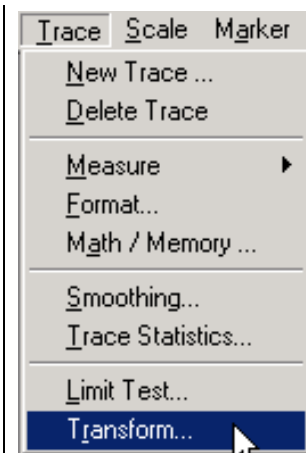 Trace Scale Marker
New Trace ...
Delete Trace
Measure
Format...
Math / Memory ...
Smoothing...
Trace Statistics...
Limit Test...
Transform...